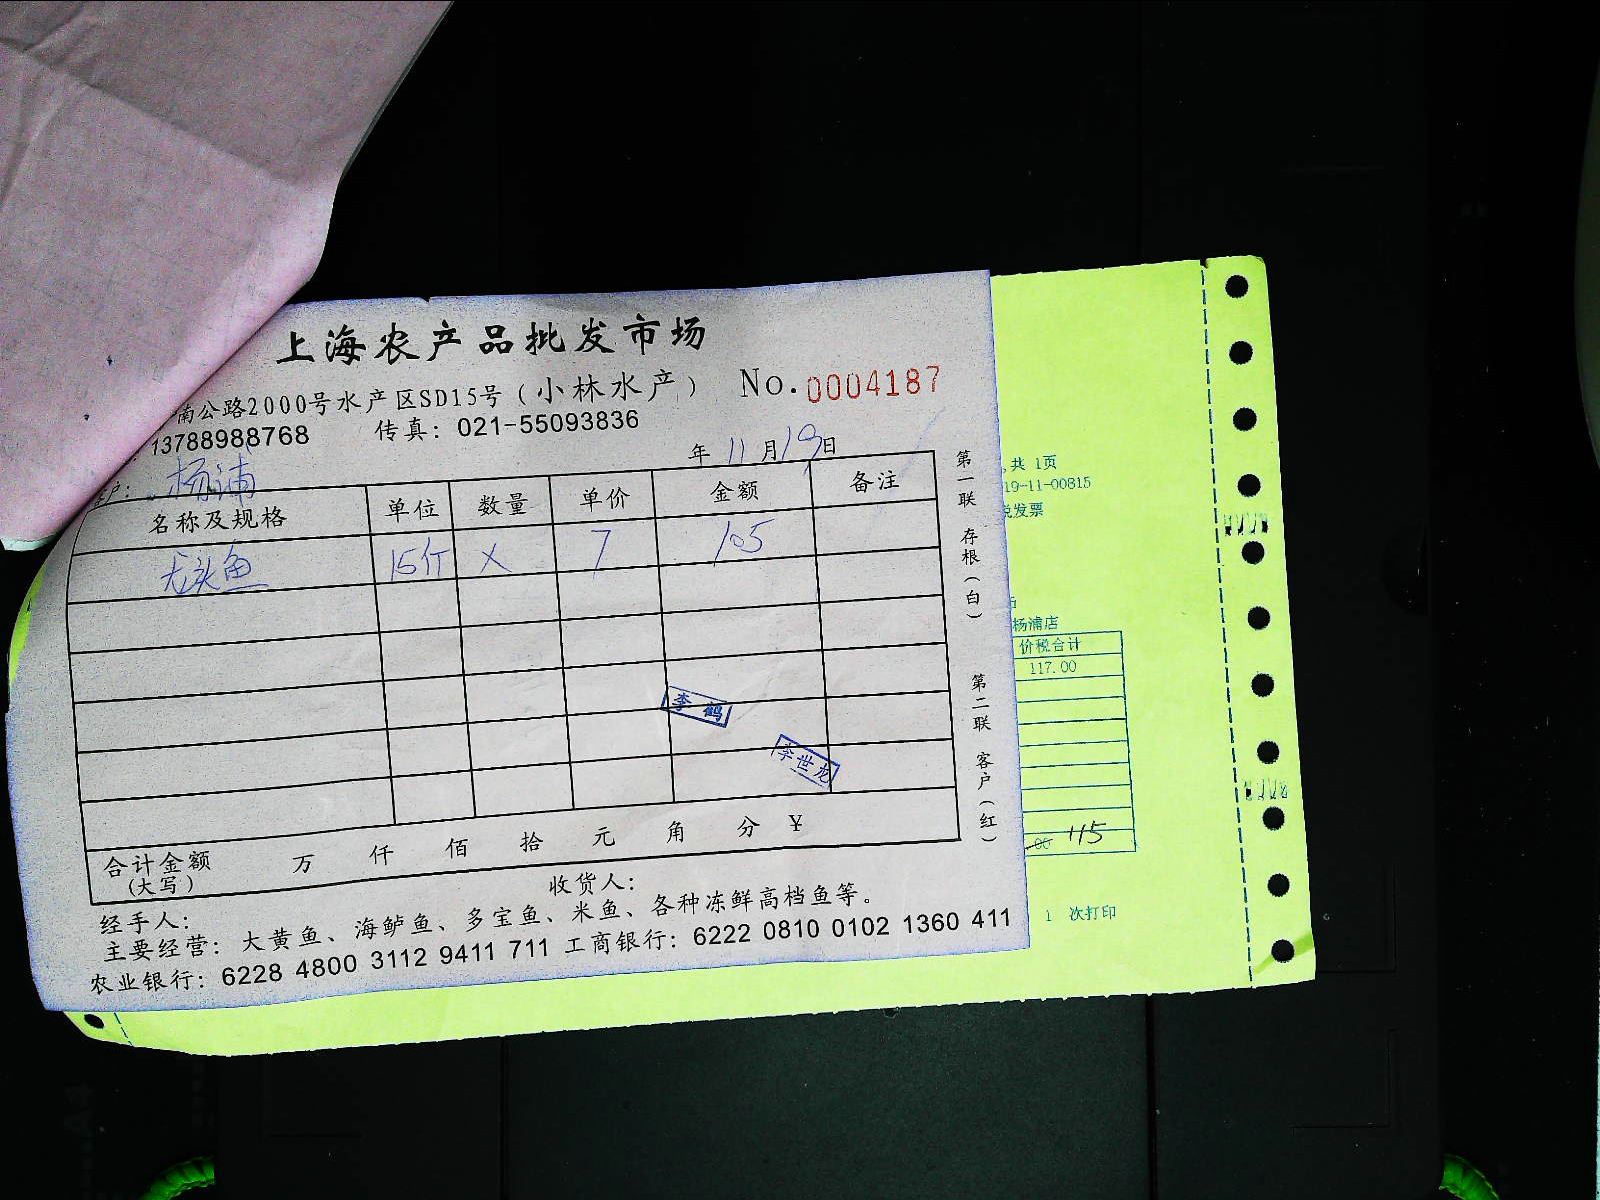 上海农产品批发市场
南公路2000号水产区SD15号(小林水产) No.0004187
13788988768 传真: 021-55093836
年 11 月 19 日
户: 杨浦
名称及规格 单位 数量 单价 金额 备注
无头鱼 15斤 × 7 105
李鹤
李世龙
合计金额 万 仟 佰 拾 元 角 分 ¥
(大写)
经手人: 收货人:
主要经营: 大黄鱼、海鲈鱼、多宝鱼、米鱼、各种冻鲜高档鱼等。
农业银行: 6228 4800 3112 9411 711 工商银行: 6222 0810 0102 1360 411
第一联 存根(白)
第二联 客户(红)
共 1页
19-11-00815
发票
杨浦店
价税合计
117.00
115
1 次打印